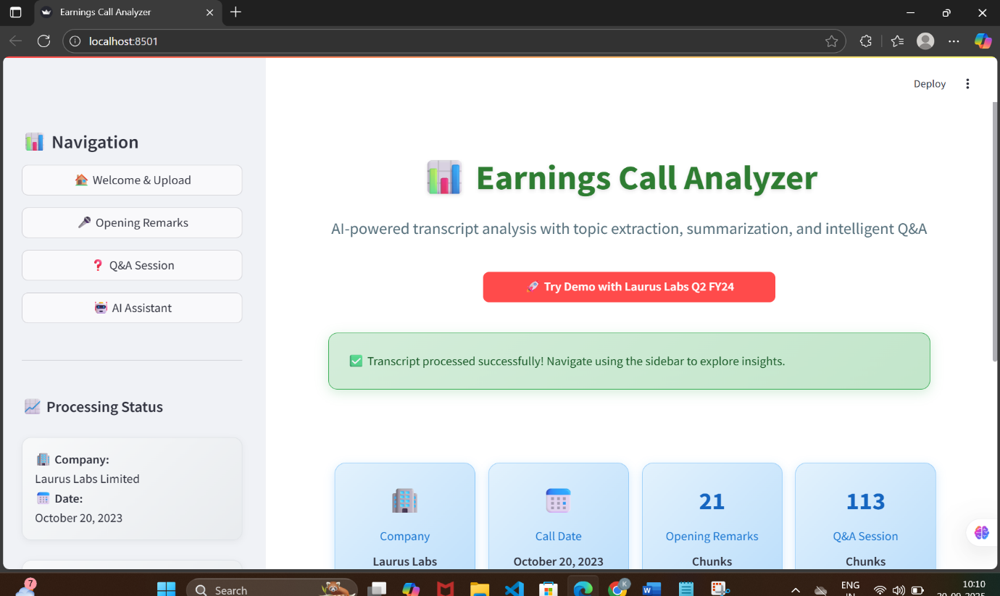 Earnings Call Analyzer
localhost:8501
Deploy
Navigation
Welcome & Upload
Opening Remarks
Q&A Session
AI Assistant
Processing Status
Company:
Laurus Labs Limited
Date:
October 20, 2023
Earnings Call Analyzer
AI-powered transcript analysis with topic extraction, summarization, and intelligent Q&A
Try Demo with Laurus Labs Q2 FY24
Transcript processed successfully! Navigate using the sidebar to explore insights.
Company
Laurus Labs
Call Date
October 20, 2023
21
Opening Remarks
Chunks
113
Q&A Session
Chunks
7
Search
K
W
ENG
IN
10:10
20-09-2025